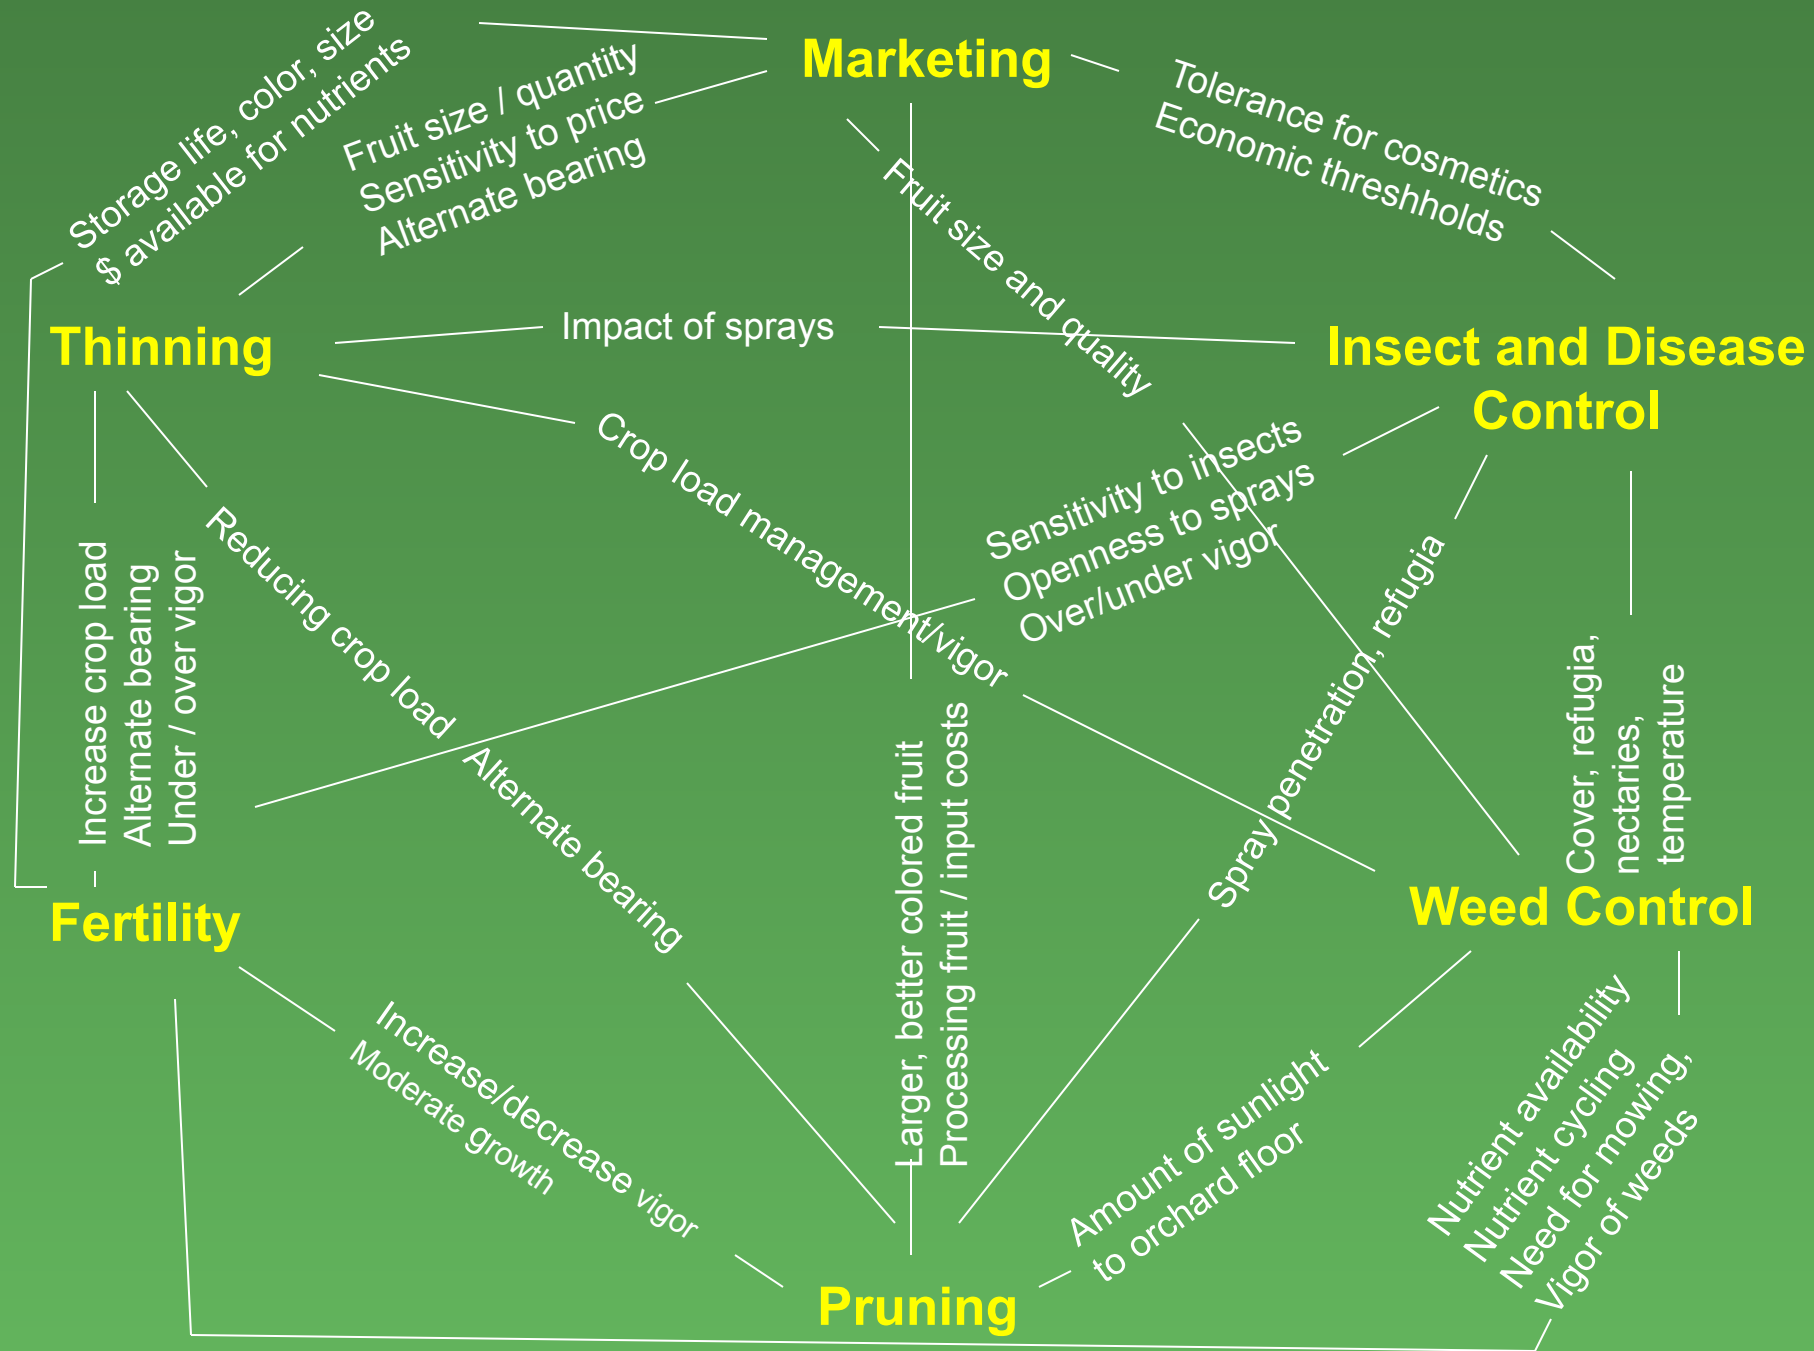 Marketing
Storage life, color, size
$ available for nutrients
Fruit size / quantity
Sensitivity to price
Alternate bearing
Tolerance for cosmetics
Economic threshholds
Fruit size and quality
Thinning
Impact of sprays
Insect and Disease
Control
Crop load management/vigor
Sensitivity to insects
Openness to sprays
Over/under vigor
Increase crop load
Alternate bearing
Under / over vigor
Reducing crop load
Alternate bearing
Spray penetration, refugia
Cover, refugia,
nectaries,
temperature
Larger, better colored fruit
Processing fruit / input costs
Fertility
Weed Control
Increase/decrease vigor
Moderate growth
Amount of sunlight
to orchard floor
Nutrient availability
Nutrient cycling
Need for mowing,
Vigor of weeds
Pruning